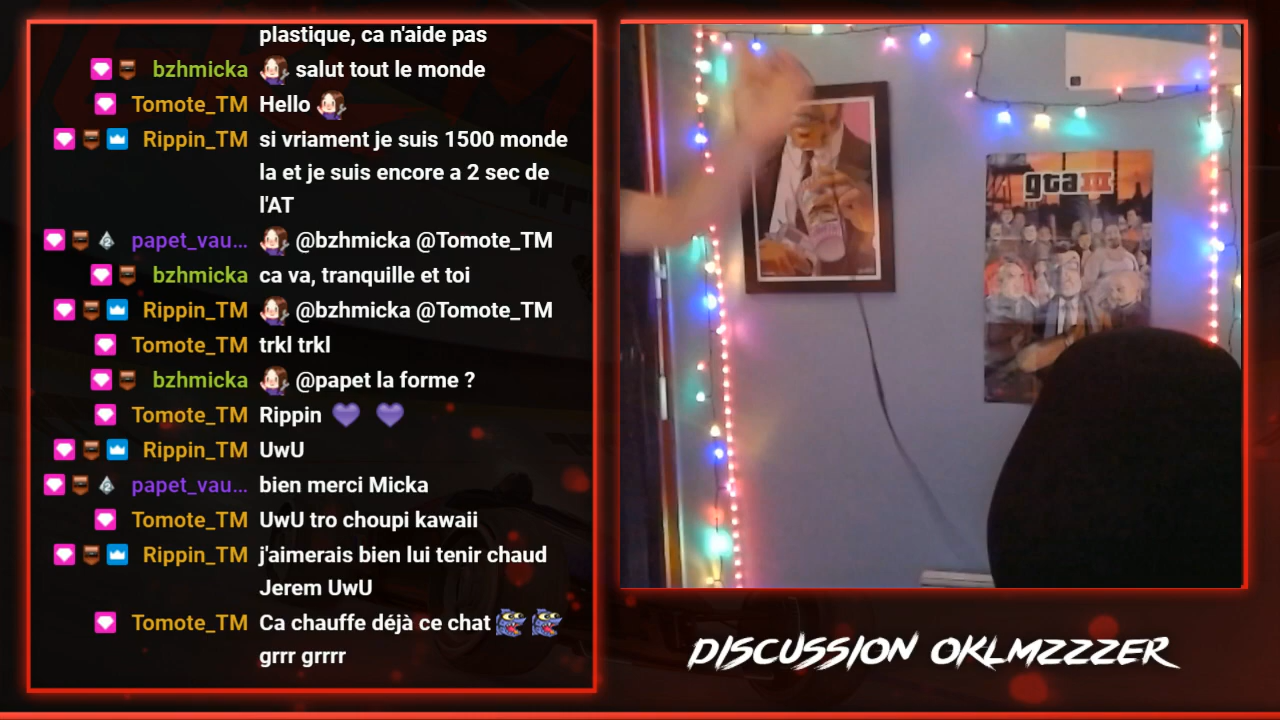 plastique, ca n'aide pas
bzhmicka salut tout le monde
Tomote_TM Hello
Rippin_TM si vriament je suis 1500 monde
la et je suis encore a 2 sec de
l'AT
papet_vau... @bzhmicka @Tomote_TM
bzhmicka ca va, tranquille et toi
Rippin_TM @bzhmicka @Tomote_TM
Tomote_TM trkl trkl
bzhmicka @papet la forme ?
Tomote_TM Rippin 💜 💜
Rippin_TM UwU
papet_vau... bien merci Micka
Tomote_TM UwU tro choupi kawaii
Rippin_TM j'aimerais bien lui tenir chaud
Jerem UwU
Tomote_TM Ca chauffe déjà ce chat
grrr grrrr
gta III
DISCUSSION OKLMZZZER